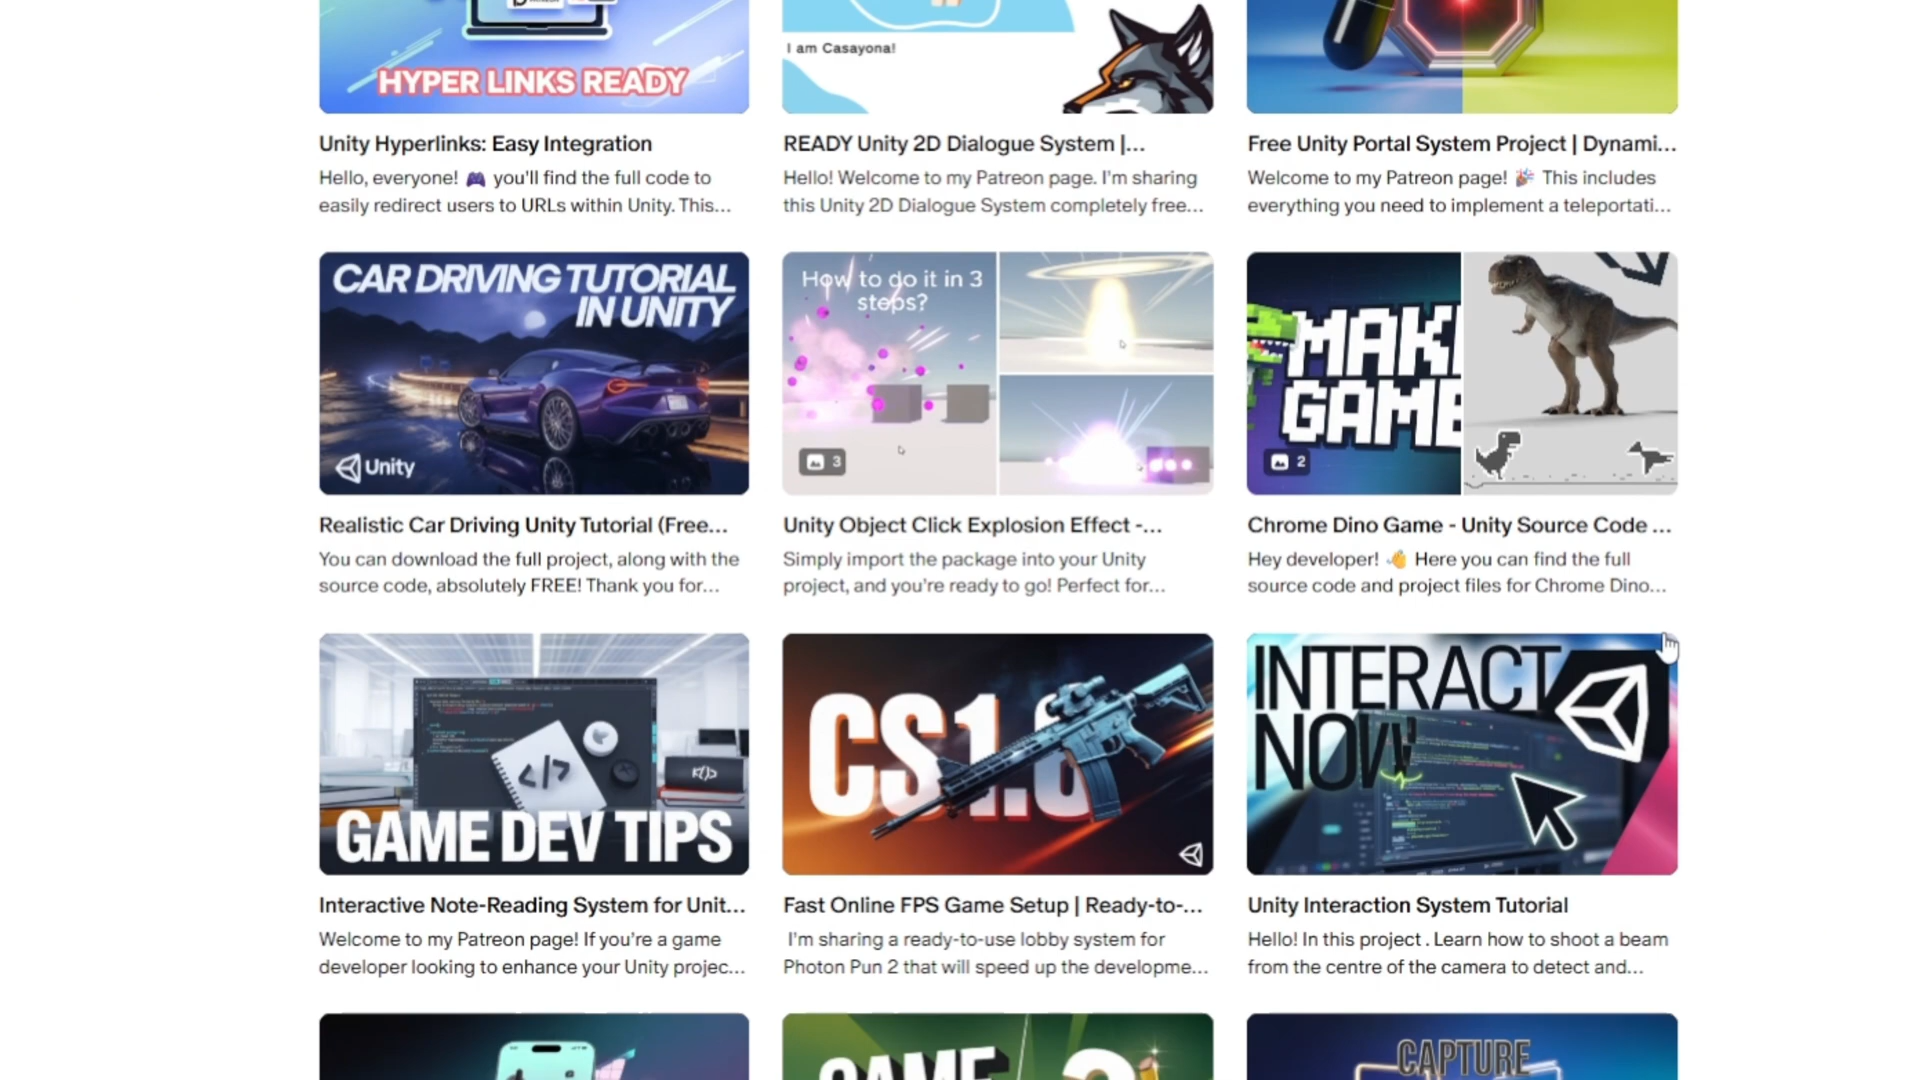 HYPER LINKS READY
Unity Hyperlinks: Easy Integration
Hello, everyone! 🎮 you'll find the full code to
easily redirect users to URLs within Unity. This...
I am Casayona!
READY Unity 2D Dialogue System |...
Hello! Welcome to my Patreon page. I'm sharing
this Unity 2D Dialogue System completely free...
Free Unity Portal System Project | Dynami...
Welcome to my Patreon page! 🎉 This includes
everything you need to implement a teleportati...
CAR DRIVING TUTORIAL
IN UNITY
Unity
Realistic Car Driving Unity Tutorial (Free...
You can download the full project, along with the
source code, absolutely FREE! Thank you for...
How to do it in 3
steps?
3
Unity Object Click Explosion Effect -...
Simply import the package into your Unity
project, and you're ready to go! Perfect for...
MAK
GAME
2
Chrome Dino Game - Unity Source Code ...
Hey developer! 👋 Here you can find the full
source code and project files for Chrome Dino...
</>
GAME DEV TIPS
Interactive Note-Reading System for Unit...
Welcome to my Patreon page! If you're a game
developer looking to enhance your Unity projec...
CS1.6
Fast Online FPS Game Setup | Ready-to-...
I'm sharing a ready-to-use lobby system for
Photon Pun 2 that will speed up the developme...
INTERACT
NOW
Unity Interaction System Tutorial
Hello! In this project . Learn how to shoot a beam
from the centre of the camera to detect and...
GAME
CAPTURE